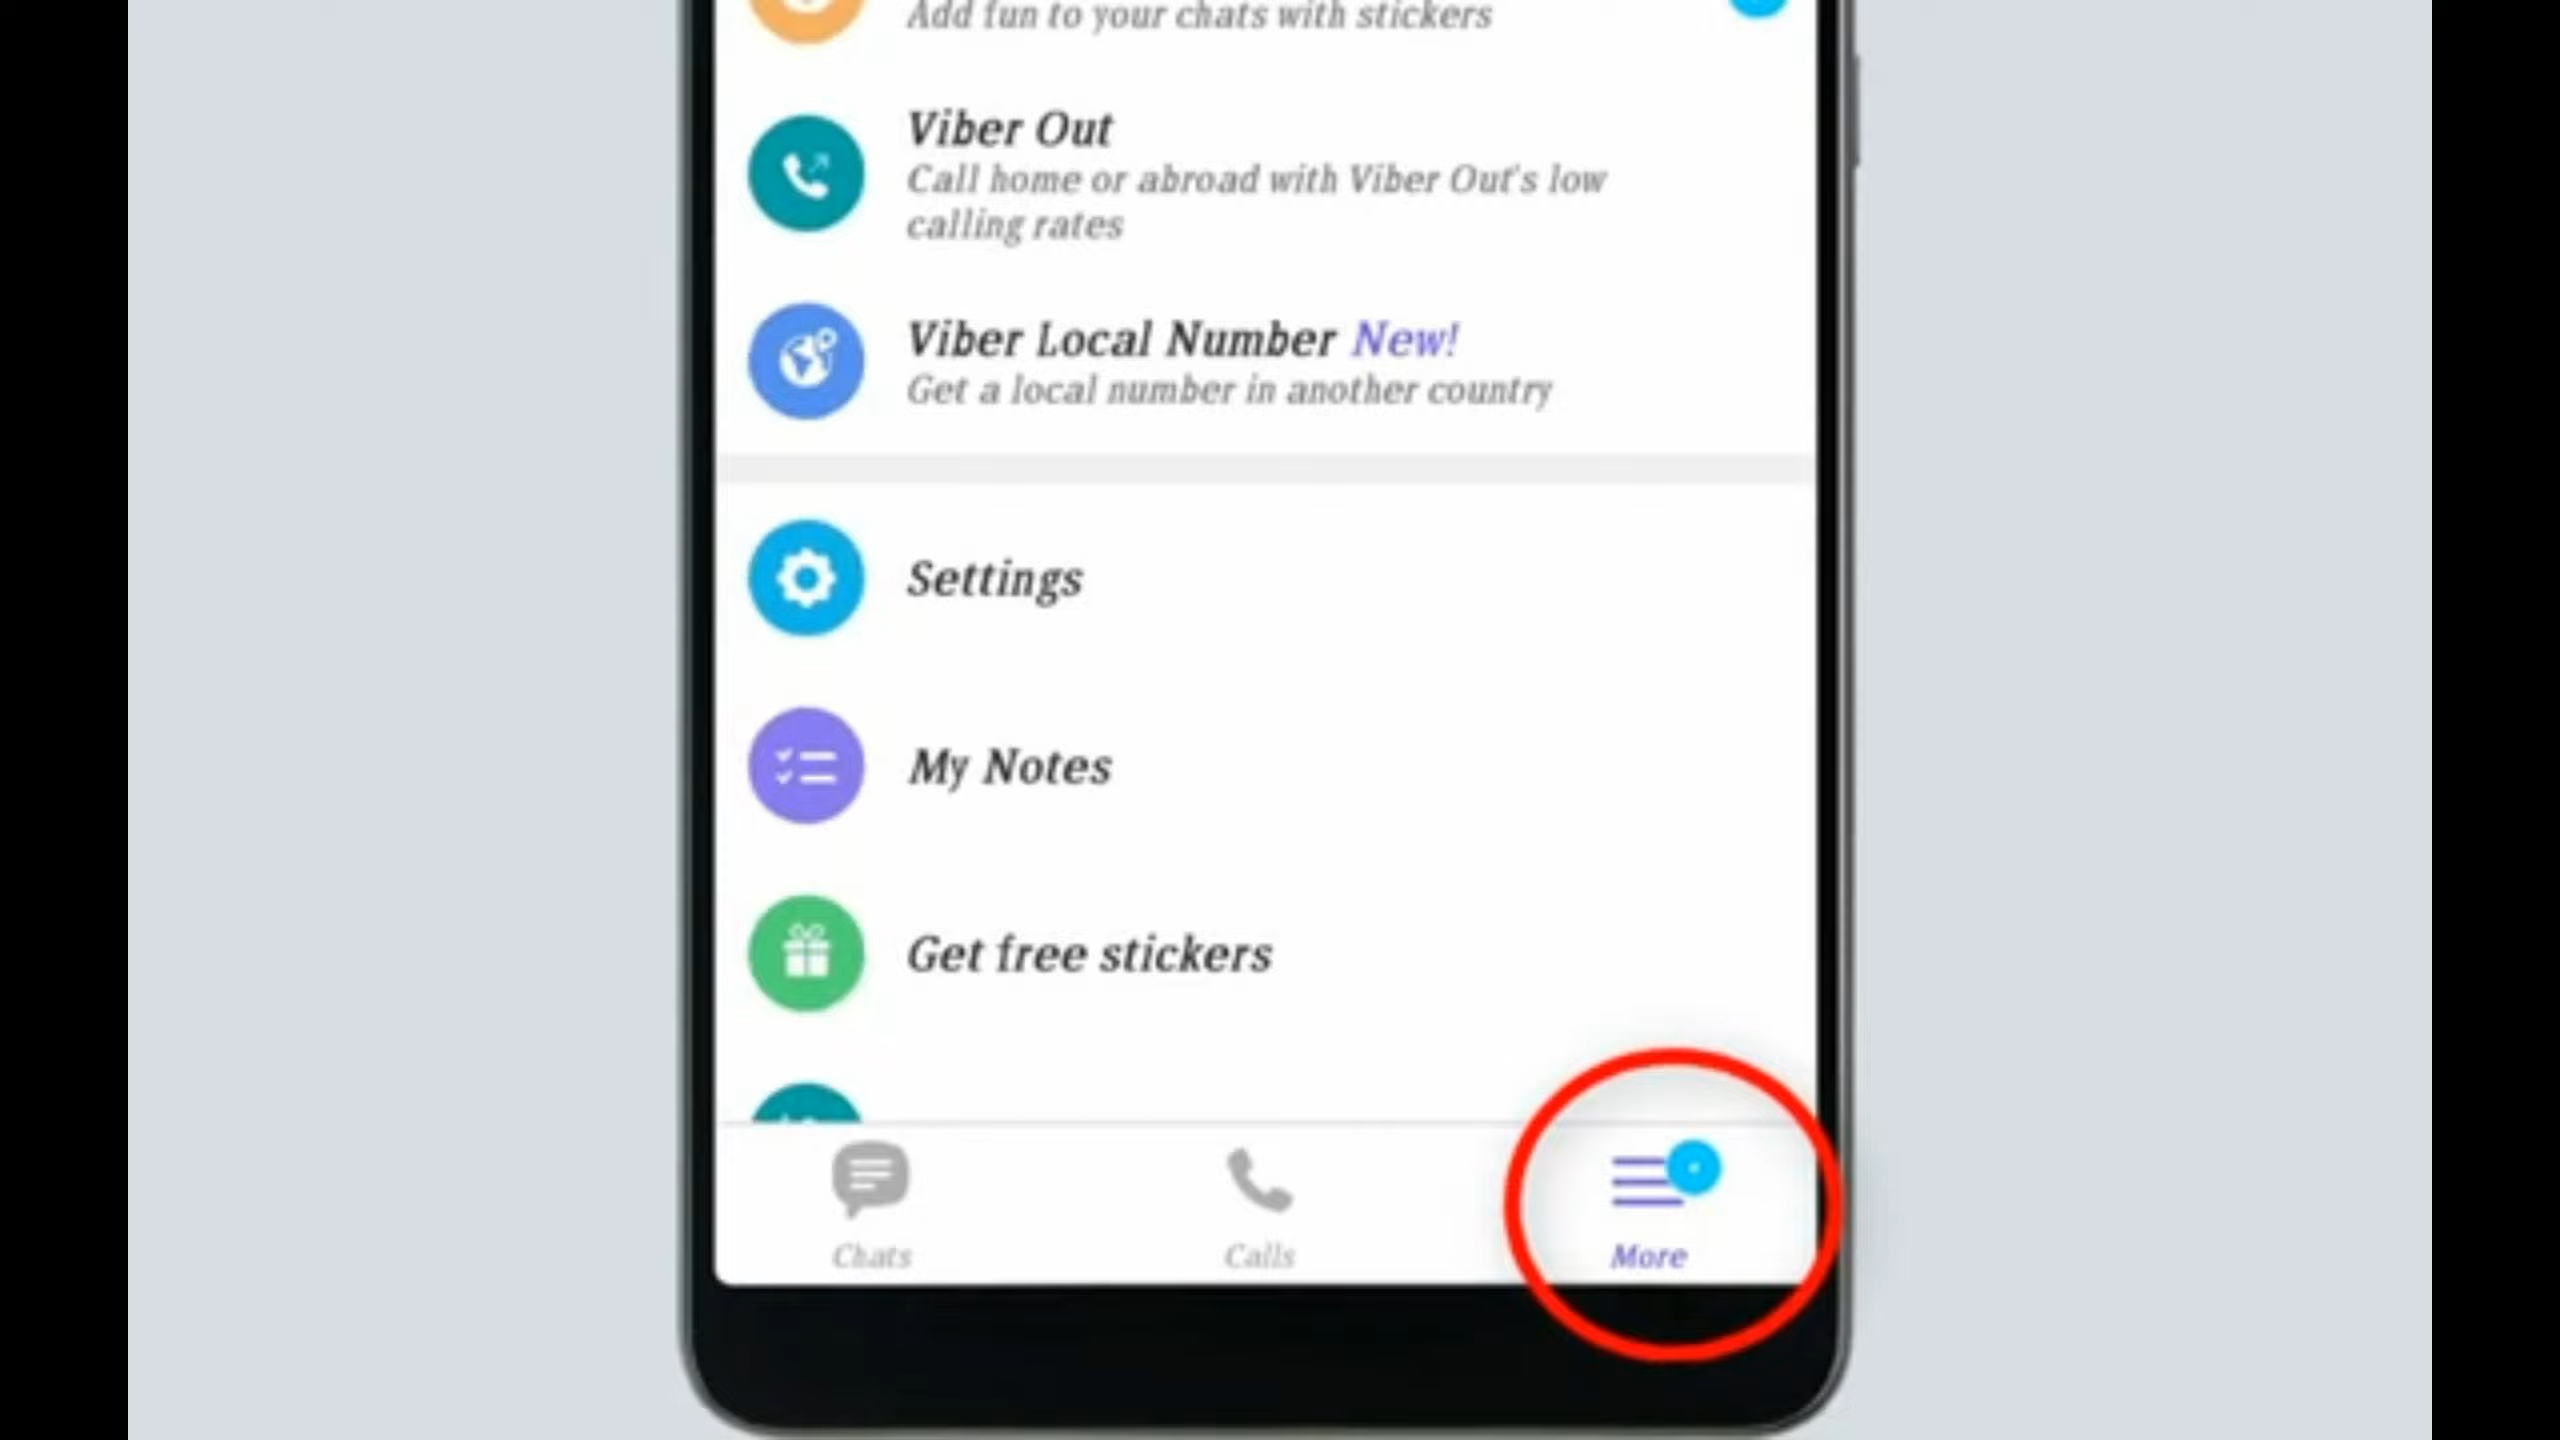 Add fun to your chats with stickers
Viber Out
Call home or abroad with Viber Out's low
calling rates
Viber Local Number New!
Get a local number in another country
Settings
My Notes
Get free stickers
Chats
Calls
More